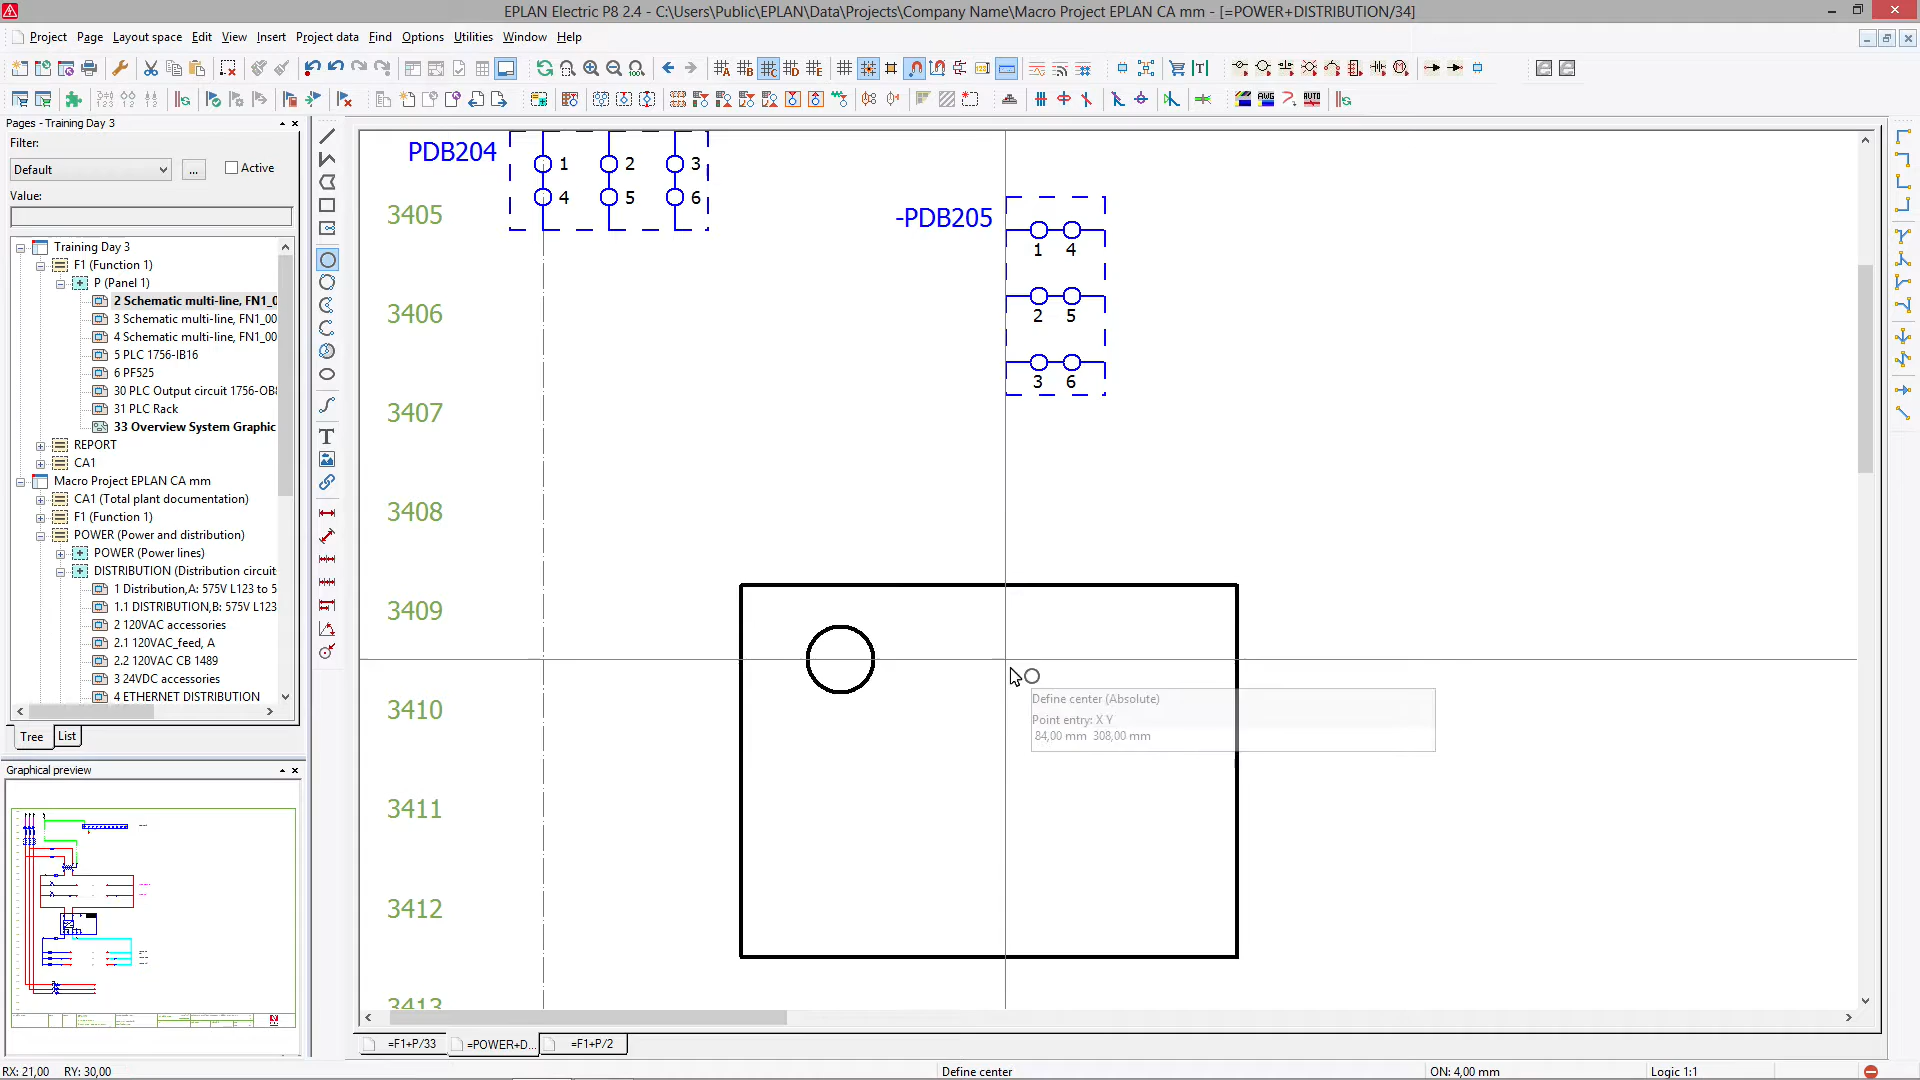 EPLAN Electric P8 2.4 - C:\Users\Public\EPLAN\Data\Projects\Company Name\Macro Project EPLAN CA mm - [=POWER+DISTRIBUTION/34]
Project Page Layout space Edit View Insert Project data Find Options Utilities Window Help
Pages - Training Day 3
Filter:
Default
...
Active
Value:
Training Day 3
F1 (Function 1)
P (Panel 1)
2 Schematic multi-line, FN1_0
3 Schematic multi-line, FN1_00
4 Schematic multi-line, FN1_00
5 PLC 1756-IB16
6 PF525
30 PLC Output circuit 1756-OB8
31 PLC Rack
33 Overview System Graphic
REPORT
CA1
Macro Project EPLAN CA mm
CA1 (Total plant documentation)
F1 (Function 1)
POWER (Power and distribution)
POWER (Power lines)
DISTRIBUTION (Distribution circuit
1 Distribution,A: 575V L123 to 5
1.1 DISTRIBUTION,B: 575V L123
2 120VAC accessories
2.1 120VAC_feed, A
2.2 120VAC CB 1489
3 24VDC accessories
4 ETHERNET DISTRIBUTION
Tree List
Graphical preview
PDB204
1 2 3
4 5 6
-PDB205
1 4
2 5
3 6
3405
3406
3407
3408
3409
3410
3411
3412
3413
Define center (Absolute)
Point entry: X Y
84,00 mm 308,00 mm
=F1+P/33
=POWER+D...
=F1+P/2
RX: 21,00 RY: 30,00
Define center
ON: 4,00 mm
Logic 1:1